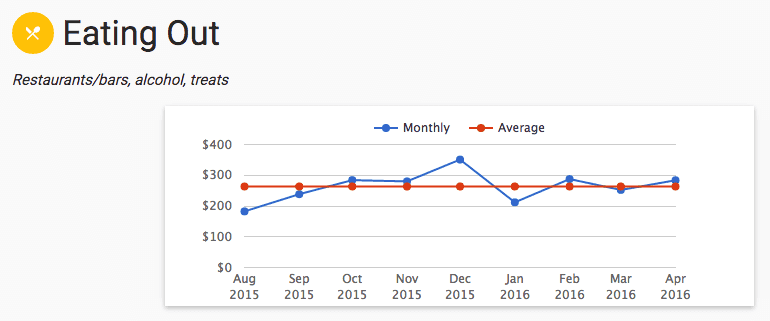 Eating Out
Restaurants/bars, alcohol, treats
Monthly Average
$400
$300
$200
$100
$0
Aug Sep Oct Nov Dec Jan Feb Mar Apr
2015 2015 2015 2015 2015 2016 2016 2016 2016